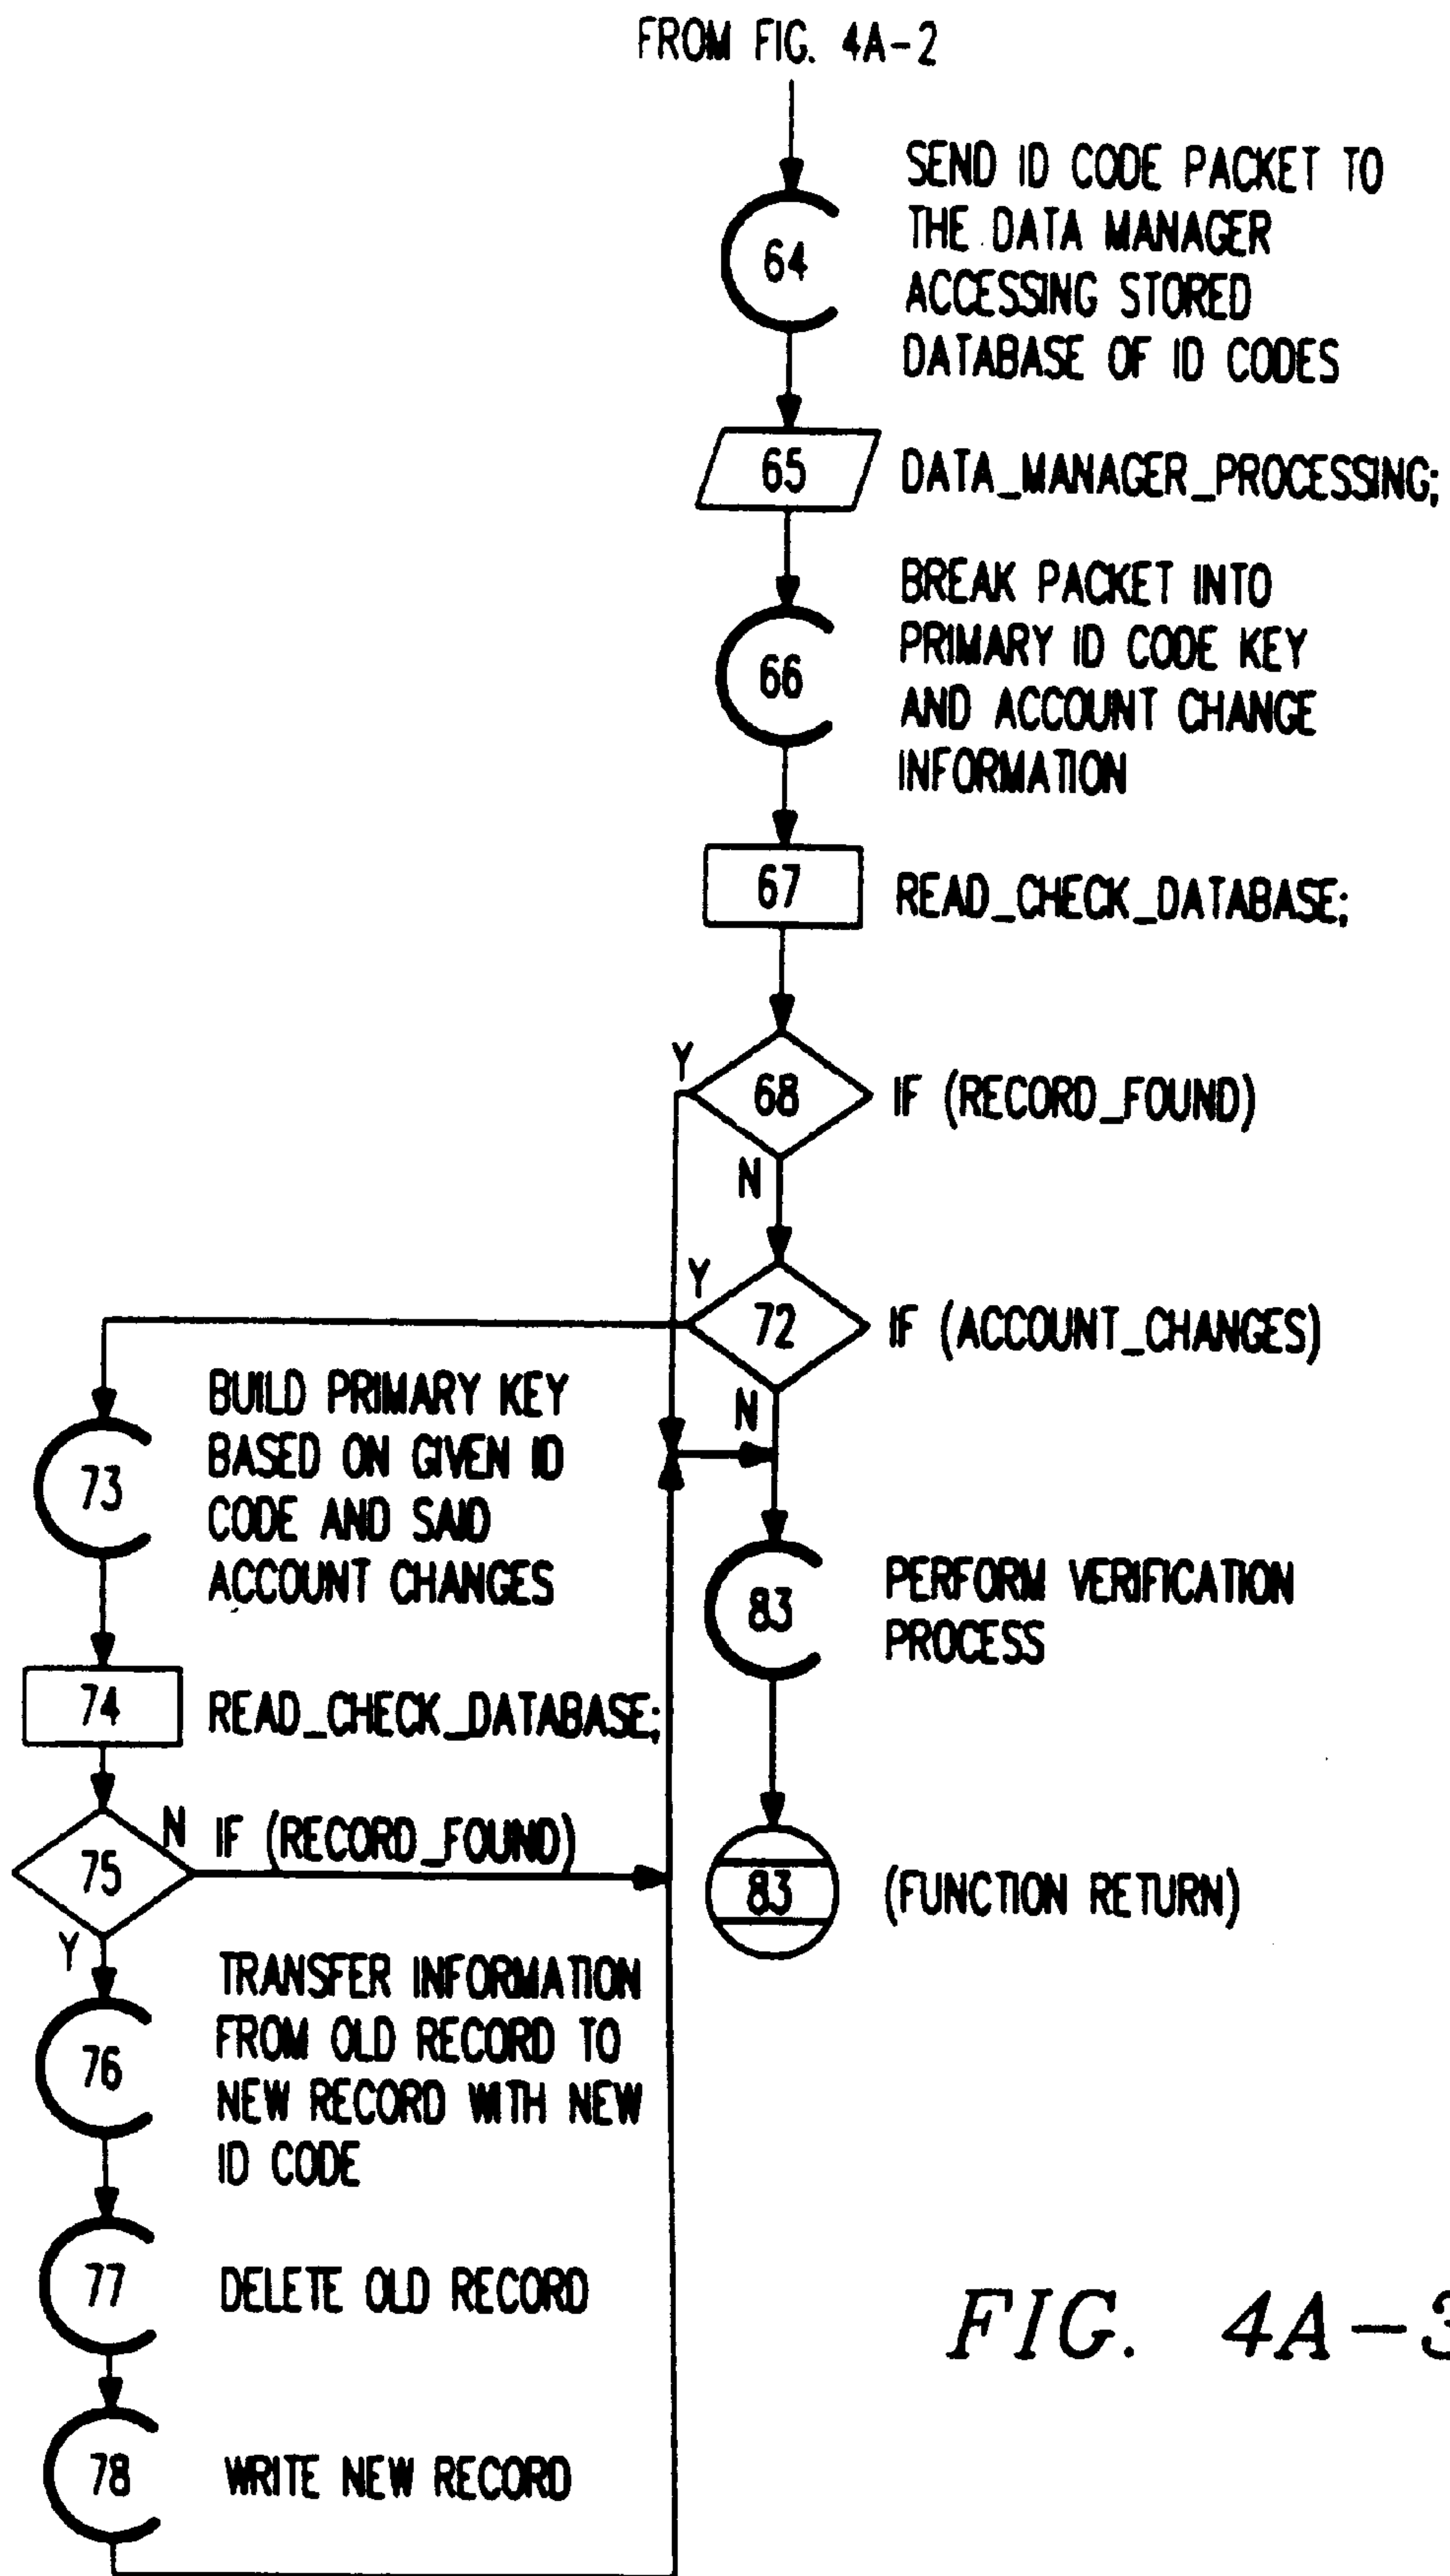 FROM FIG. 4A-2
64
SEND ID CODE PACKET TO
THE DATA MANAGER
ACCESSING STORED
DATABASE OF ID CODES
65
DATA_MANAGER_PROCESSING;
66
BREAK PACKET INTO
PRIMARY ID CODE KEY
AND ACCOUNT CHANGE
INFORMATION
67
READ_CHECK_DATABASE;
Y
68
IF (RECORD_FOUND)
N
Y
72
IF (ACCOUNT_CHANGES)
N
73
BUILD PRIMARY KEY
BASED ON GIVEN ID
CODE AND SAID
ACCOUNT CHANGES
83
PERFORM VERIFICATION
PROCESS
74
READ_CHECK_DATABASE;
75
N
IF (RECORD_FOUND)
Y
83
(FUNCTION RETURN)
76
TRANSFER INFORMATION
FROM OLD RECORD TO
NEW RECORD WITH NEW
ID CODE
77
DELETE OLD RECORD
78
WRITE NEW RECORD
FIG. 4A-3